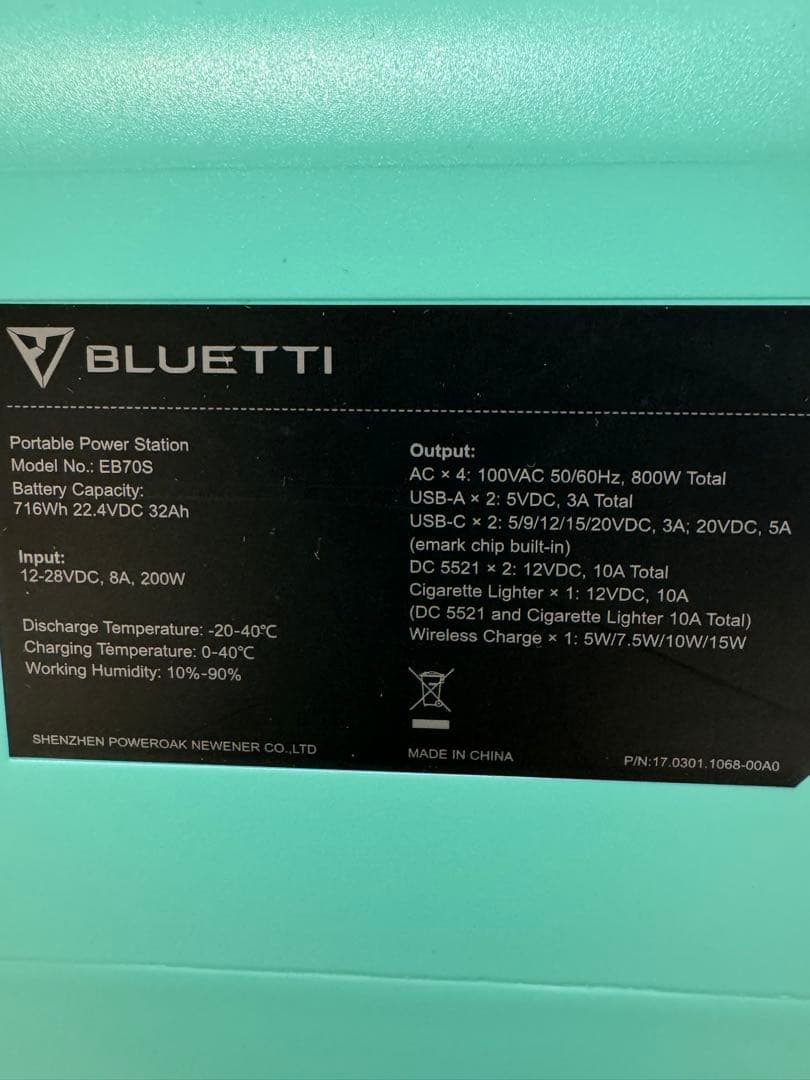 BLUETTI
Portable Power Station
Model No.: EB70S
Battery Capacity:
716Wh 22.4VDC 32Ah
Input:
12-28VDC, 8A, 200W
Discharge Temperature: -20-40℃
Charging Temperature: 0-40℃
Working Humidity: 10%-90%
SHENZHEN POWEROAK NEWENER CO.,LTD
Output:
AC × 4: 100VAC 50/60Hz, 800W Total
USB-A × 2: 5VDC, 3A Total
USB-C × 2: 5/9/12/15/20VDC, 3A; 20VDC, 5A
(emark chip built-in)
DC 5521 × 2: 12VDC, 10A Total
Cigarette Lighter × 1: 12VDC, 10A
(DC 5521 and Cigarette Lighter 10A Total)
Wireless Charge × 1: 5W/7.5W/10W/15W
MADE IN CHINA
P/N:17.0301.1068-00A0